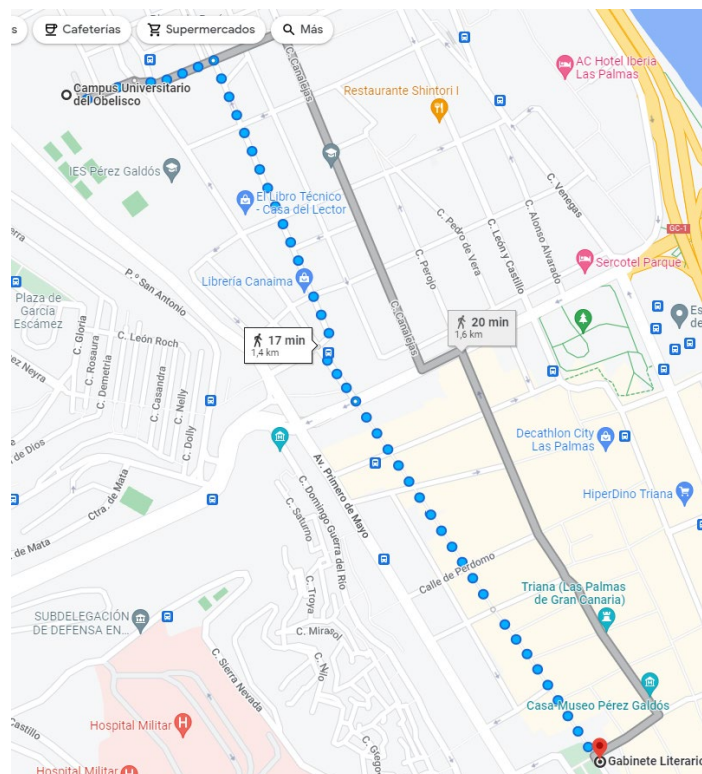 Cafeterías
Supermercados
Más
AC Hotel Iberia
Las Palmas
Campus Universitario
del Obelisco
C. Canalejas
Restaurante Shintori I
IES Pérez Galdós
El Libro Técnico
- Casa del Lector
C. Venegas
C. Alonso Alvarado
C. Pedro de Vera
C. León y Castillo
C. Perojo
GC-1
Sercotel Parque
P.º San Antonio
Librería Canaima
Plaza de
García
Escámez
C. Gloria
C. Rosaura
C. Demetria
C. León Roch
C. Casandra
C. Nelly
C. Dolly
C. Canalejas
17 min
1,4 km
20 min
1,6 km
Decathlon City
Las Palmas
HiperDino Triana
Ctra. de Mata
de Dios
de Mata
Av. Primero de Mayo
C. Domingo Guerra del Río
C. Saturno
C. Troya
Calle de Perdomo
Triana (Las Palmas
de Gran Canaria)
SUBDELEGACIÓN
DE DEFENSA EN...
C. Mirasol
C. Nilo
C. Sierra Nevada
Casa-Museo Pérez Galdós
Castillo
Hospital Militar
Gabinete Literario
Hospital Militar